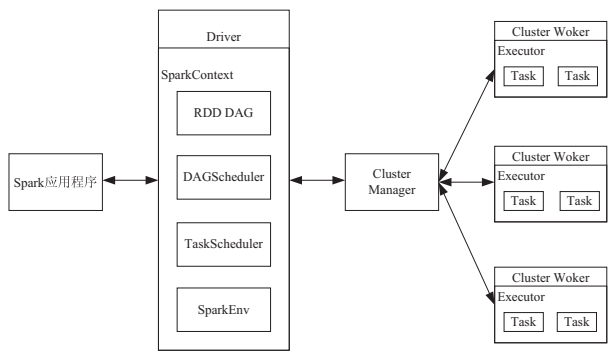 Spark应用程序
Driver
SparkContext
RDD DAG
DAGScheduler
TaskScheduler
SparkEnv
Cluster
Manager
Cluster Woker
Executor
Task Task
Cluster Woker
Executor
Task Task
Cluster Woker
Executor
Task Task